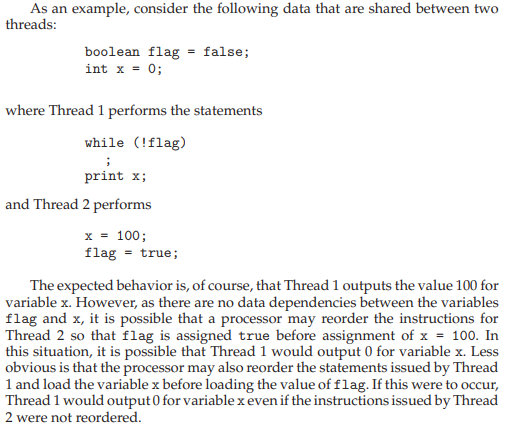 As an example, consider the following data that are shared between two
threads:
boolean flag = false;
int x = 0;
where Thread 1 performs the statements
while (!flag)
;
print x;
and Thread 2 performs
x = 100;
flag = true;
The expected behavior is, of course, that Thread 1 outputs the value 100 for
variable x. However, as there are no data dependencies between the variables
flag and x, it is possible that a processor may reorder the instructions for
Thread 2 so that flag is assigned true before assignment of x = 100. In
this situation, it is possible that Thread 1 would output 0 for variable x. Less
obvious is that the processor may also reorder the statements issued by Thread
1 and load the variable x before loading the value of flag. If this were to occur,
Thread 1 would output 0 for variable x even if the instructions issued by Thread
2 were not reordered.